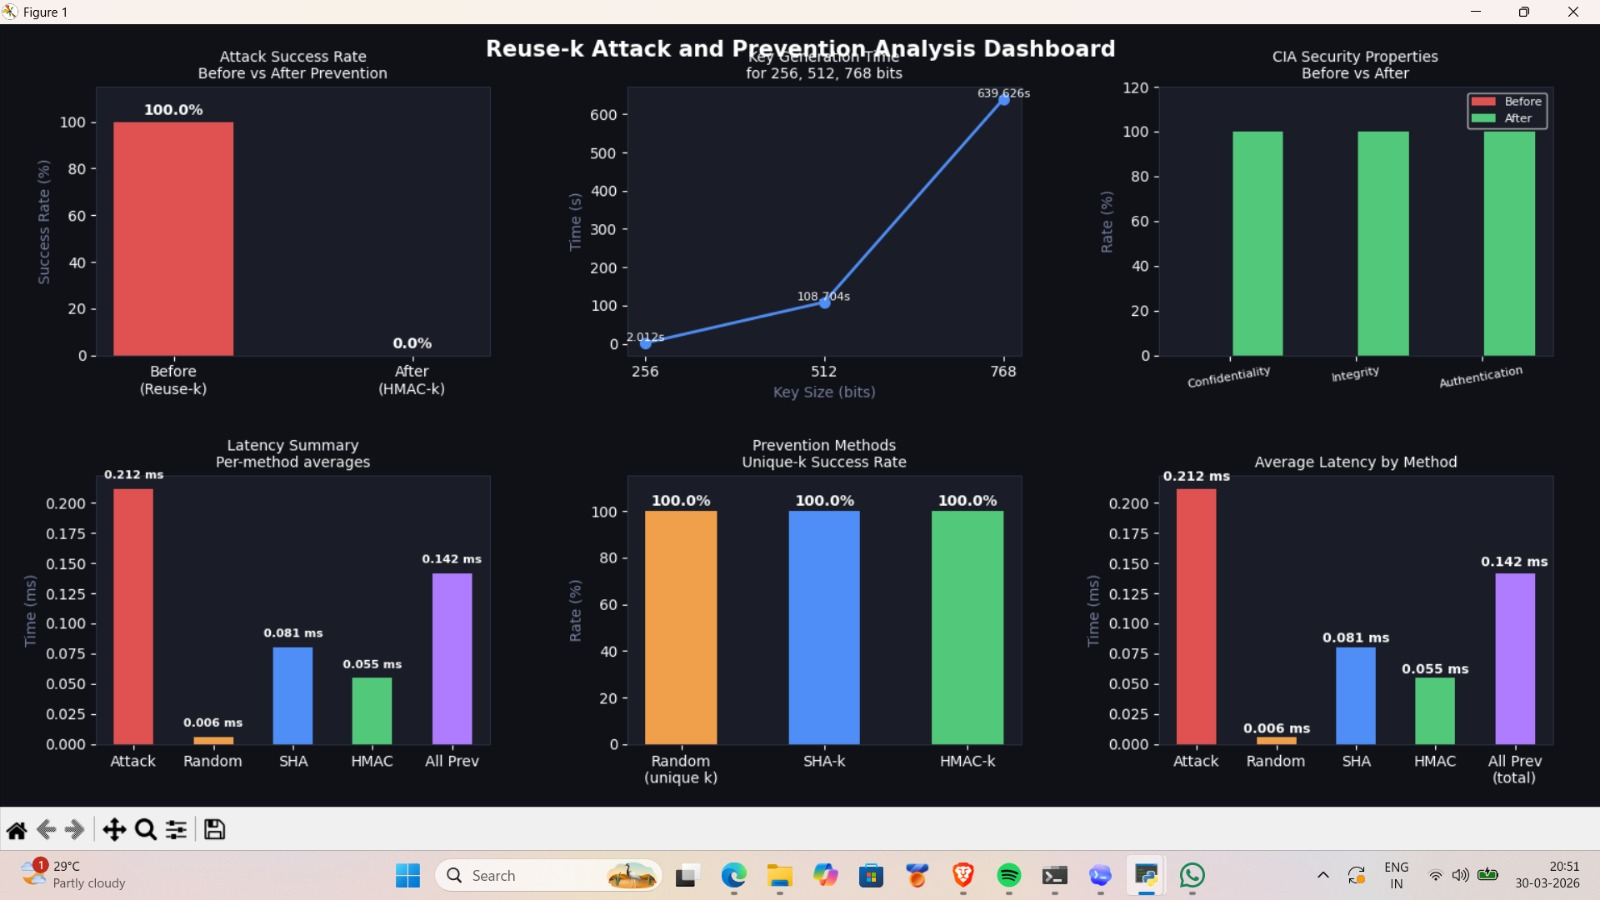 Figure 1
Reuse-k Attack and Prevention Analysis Dashboard
Attack Success Rate
Before vs After Prevention
Success Rate (%)
100
80
60
40
20
0
100.0%
0.0%
Before
(Reuse-k)
After
(HMAC-k)
Key Generation Time
for 256, 512, 768 bits
Time (s)
600
500
400
300
200
100
0
2.012s
108.704s
639.626s
256
512
768
Key Size (bits)
CIA Security Properties
Before vs After
Rate (%)
120
100
80
60
40
20
0
Before
After
Confidentiality
Integrity
Authentication
Latency Summary
Per-method averages
Time (ms)
0.200
0.175
0.150
0.125
0.100
0.075
0.050
0.025
0.000
0.212 ms
0.006 ms
0.081 ms
0.055 ms
0.142 ms
Attack
Random
SHA
HMAC
All Prev
Prevention Methods
Unique-k Success Rate
Rate (%)
100
80
60
40
20
0
100.0%
100.0%
100.0%
Random
(unique k)
SHA-k
HMAC-k
Average Latency by Method
Time (ms)
0.200
0.175
0.150
0.125
0.100
0.075
0.050
0.025
0.000
0.212 ms
0.006 ms
0.081 ms
0.055 ms
0.142 ms
Attack
Random
SHA
HMAC
All Prev
(total)
1
29°C
Partly cloudy
Search
ENG
IN
20:51
30-03-2026